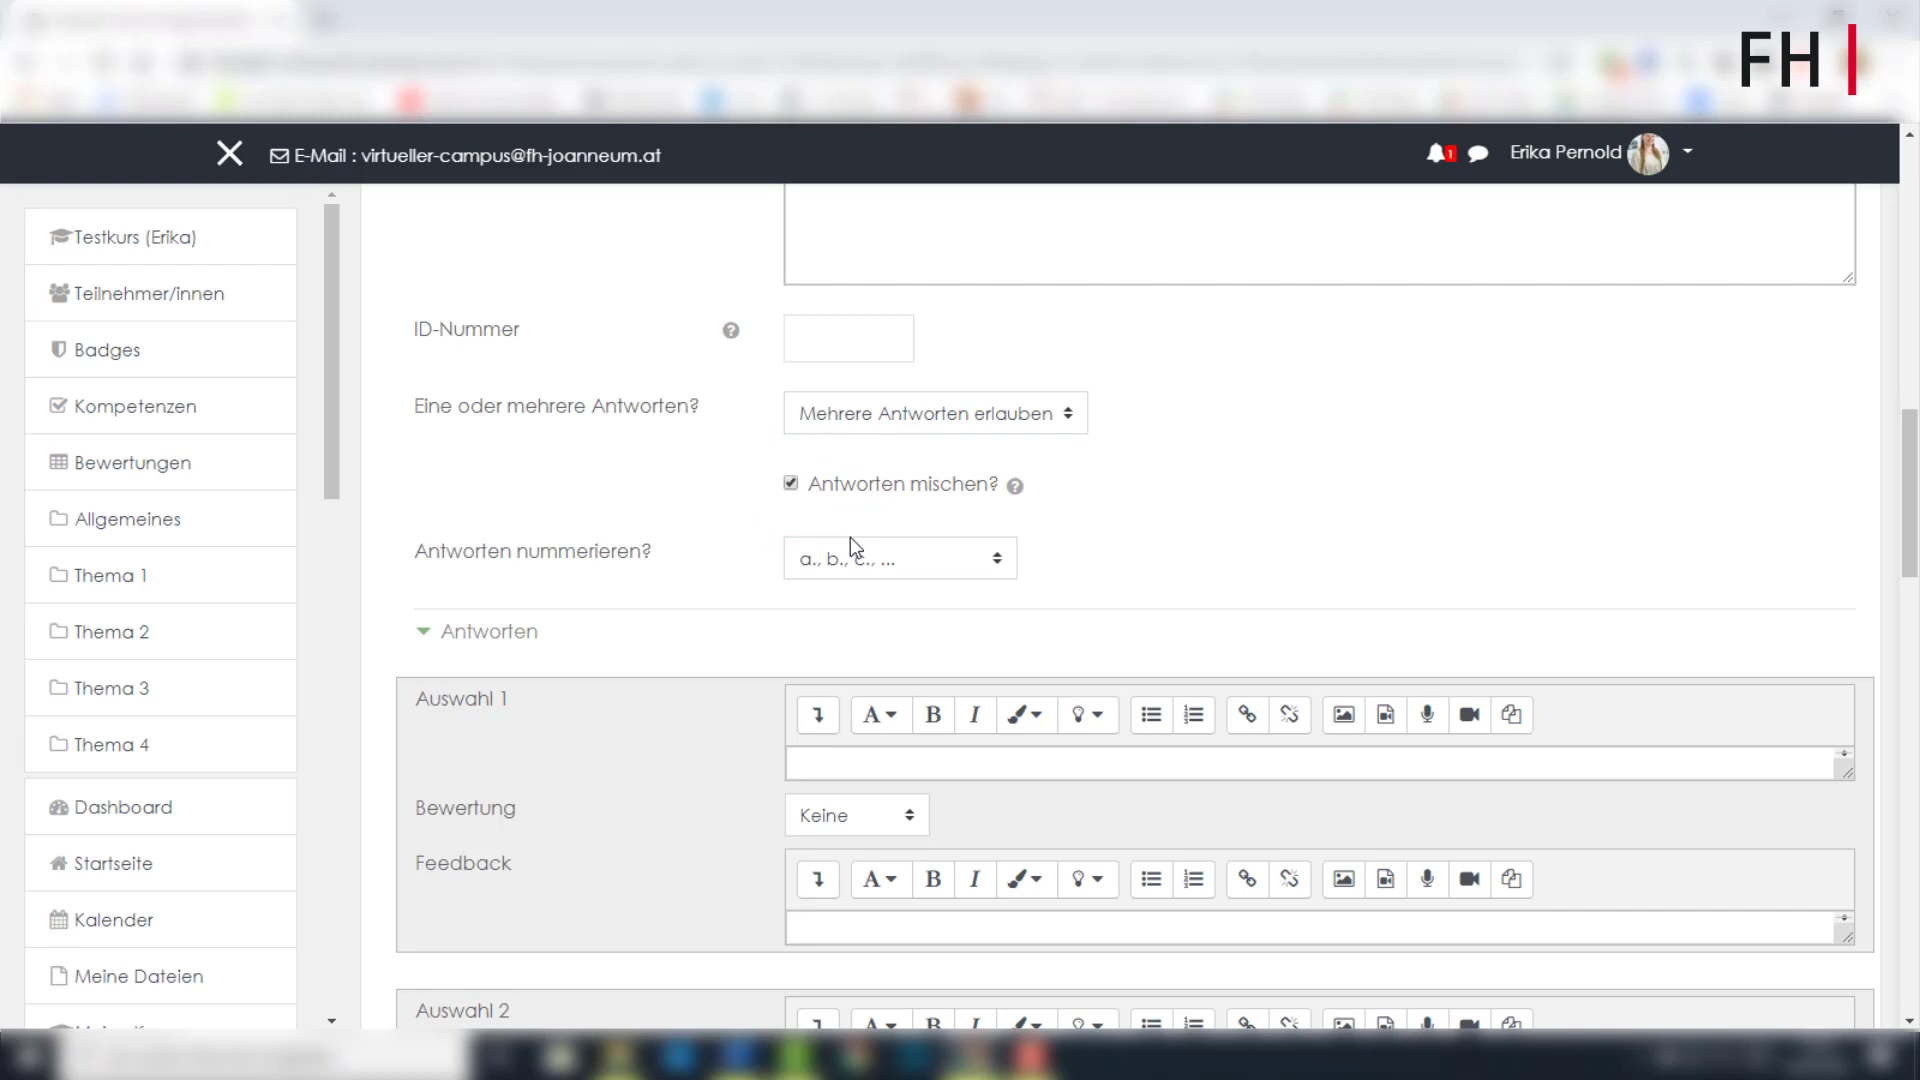 FH
E-Mail : virtueller-campus@fh-joanneum.at
1
Erika Pernold
Testkurs (Erika)
Teilnehmer/innen
Badges
Kompetenzen
Bewertungen
Allgemeines
Thema 1
Thema 2
Thema 3
Thema 4
Dashboard
Startseite
Kalender
Meine Dateien
ID-Nummer
Eine oder mehrere Antworten?
Mehrere Antworten erlauben
Antworten mischen?
Antworten nummerieren?
a., b., c., ...
Antworten
Auswahl 1
Bewertung
Keine
Feedback
Auswahl 2